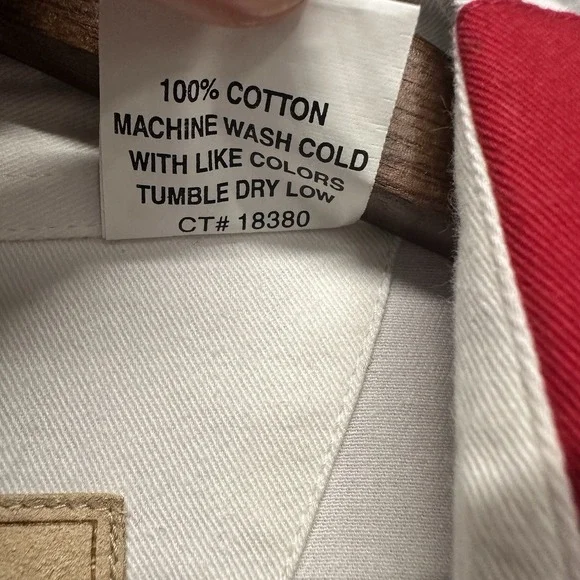 100% COTTON
MACHINE WASH COLD
WITH LIKE COLORS
TUMBLE DRY LOW
CT# 18380